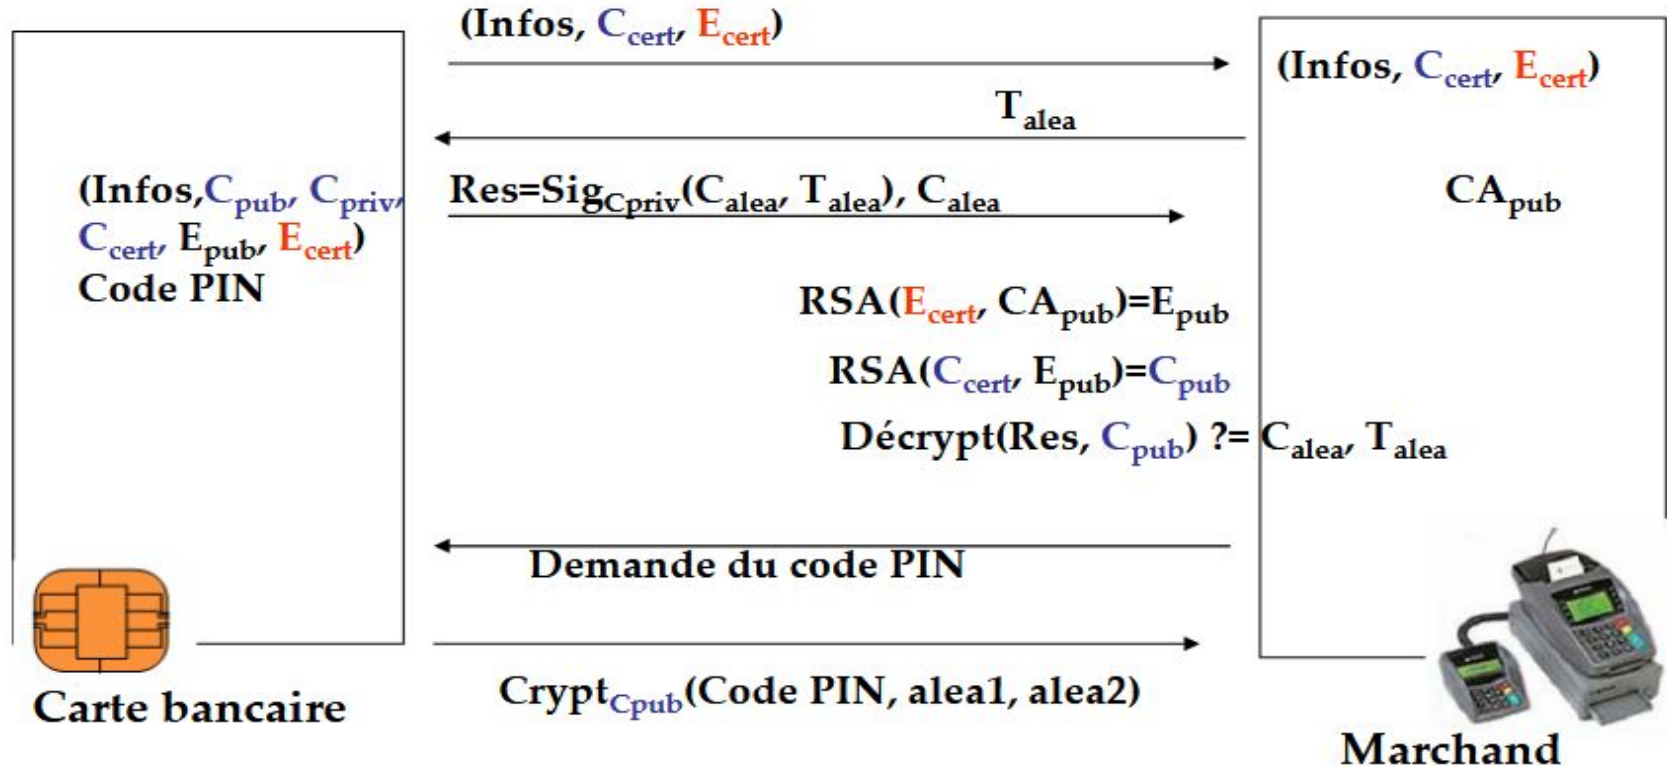 (Infos, Ccert, Ecert)
(Infos, Ccert, Ecert)
Talea
(Infos,Cpub, Cpriv,
Ccert, Epub, Ecert)
Code PIN
Res=SigCpriv(Calea, Talea), Calea
CApub
RSA(Ecert, CApub)=Epub
RSA(Ccert, Epub)=Cpub
Décrypt(Res, Cpub) ?= Calea, Talea
Demande du code PIN
CryptCpub(Code PIN, alea1, alea2)
Carte bancaire
Marchand